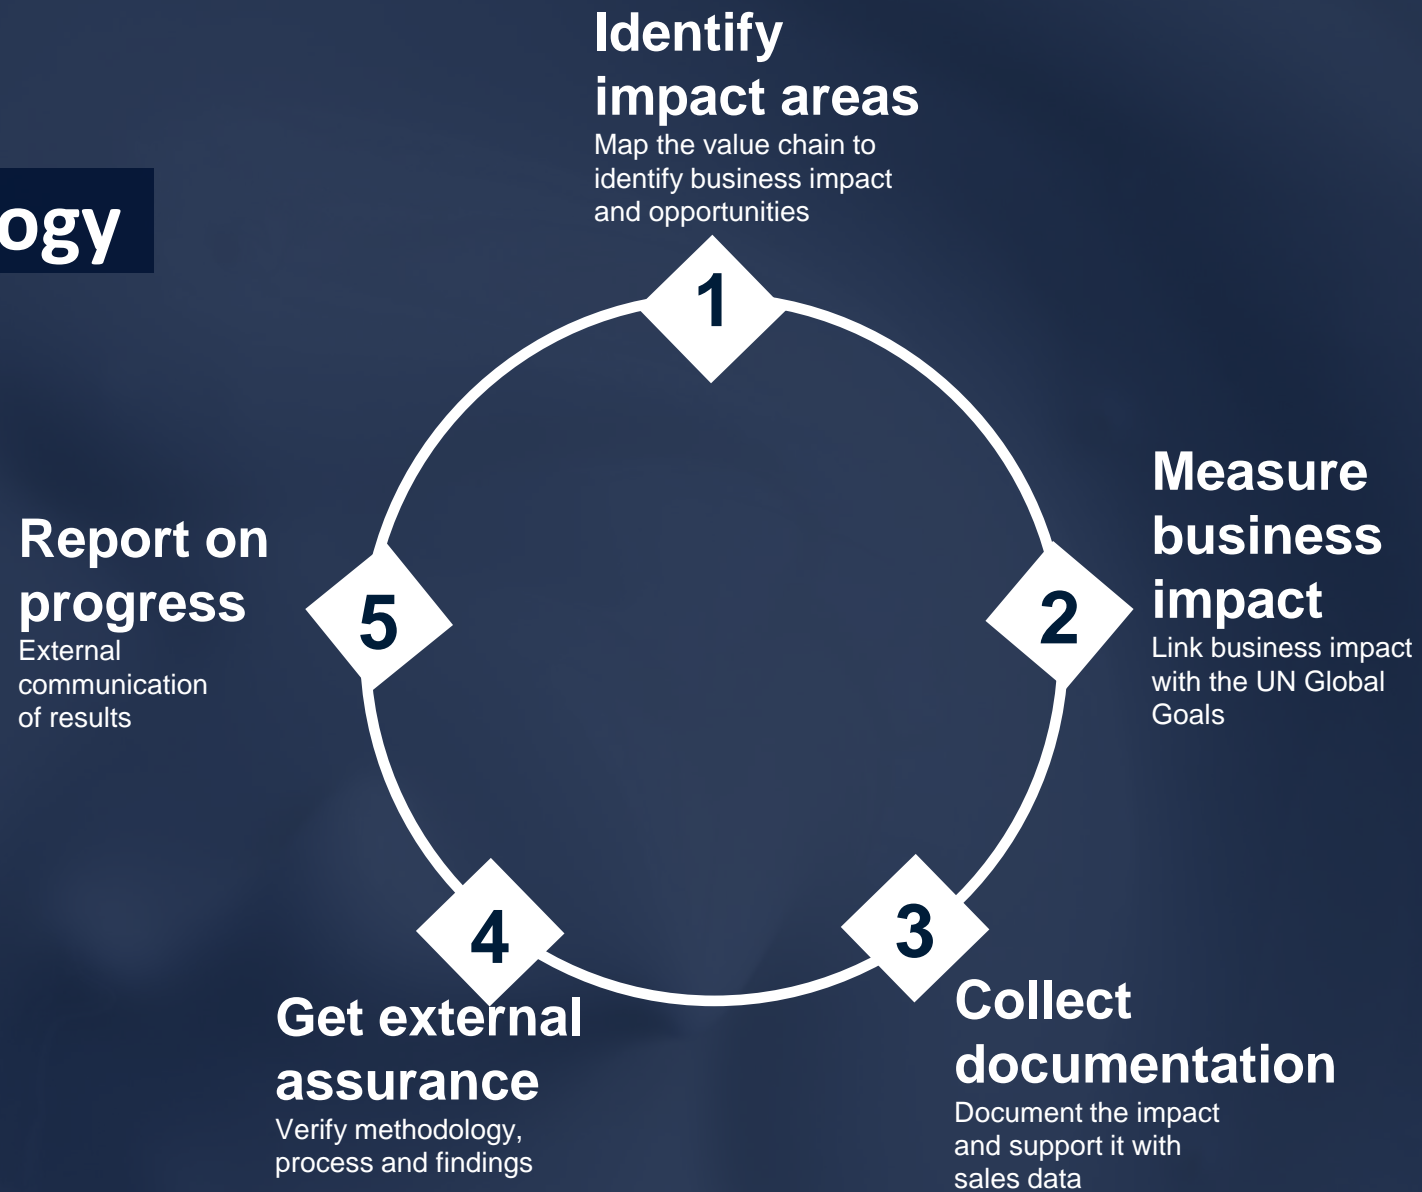 Identify
impact areas
Map the value chain to
identify business impact
and opportunities
ogy
1
Measure
business
impact
Link business impact
with the UN Global
Goals
2
3
Collect
documentation
Document the impact
and support it with
sales data
4
Get external
assurance
Verify methodology,
process and findings
5
Report on
progress
External
communication
of results